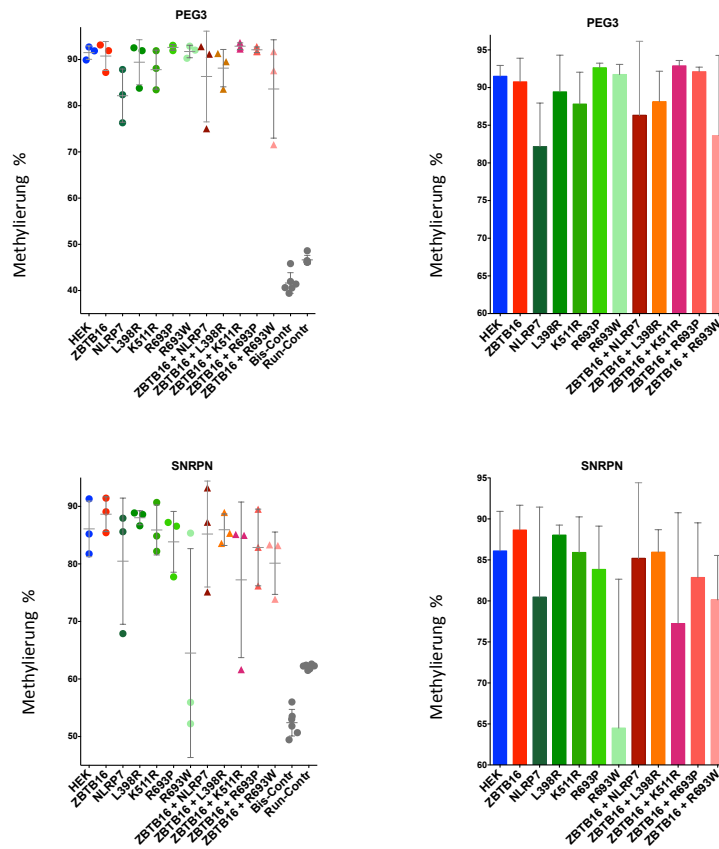 PEG3
Methylierung %
90
80
70
60
50
40
HEK
ZBTB16
NLRP7
L398R
K511R
R693P
R693W
ZBTB16 + NLRP7
ZBTB16 + L398R
ZBTB16 + K511R
ZBTB16 + R693P
ZBTB16 + R693W
Bis-Contr
Run-Contr
PEG3
Methylierung %
95
90
85
80
75
70
65
60
HEK
ZBTB16
NLRP7
L398R
K511R
R693P
R693W
ZBTB16 + NLRP7
ZBTB16 + L398R
ZBTB16 + K511R
ZBTB16 + R693P
ZBTB16 + R693W
SNRPN
Methylierung %
90
80
70
60
50
HEK
ZBTB16
NLRP7
L398R
K511R
R693P
R693W
ZBTB16 + NLRP7
ZBTB16 + L398R
ZBTB16 + K511R
ZBTB16 + R693P
ZBTB16 + R693W
Bis-Contr
Run-Contr
SNRPN
Methylierung %
95
90
85
80
75
70
65
60
HEK
ZBTB16
NLRP7
L398R
K511R
R693P
R693W
ZBTB16 + NLRP7
ZBTB16 + L398R
ZBTB16 + K511R
ZBTB16 + R693P
ZBTB16 + R693W